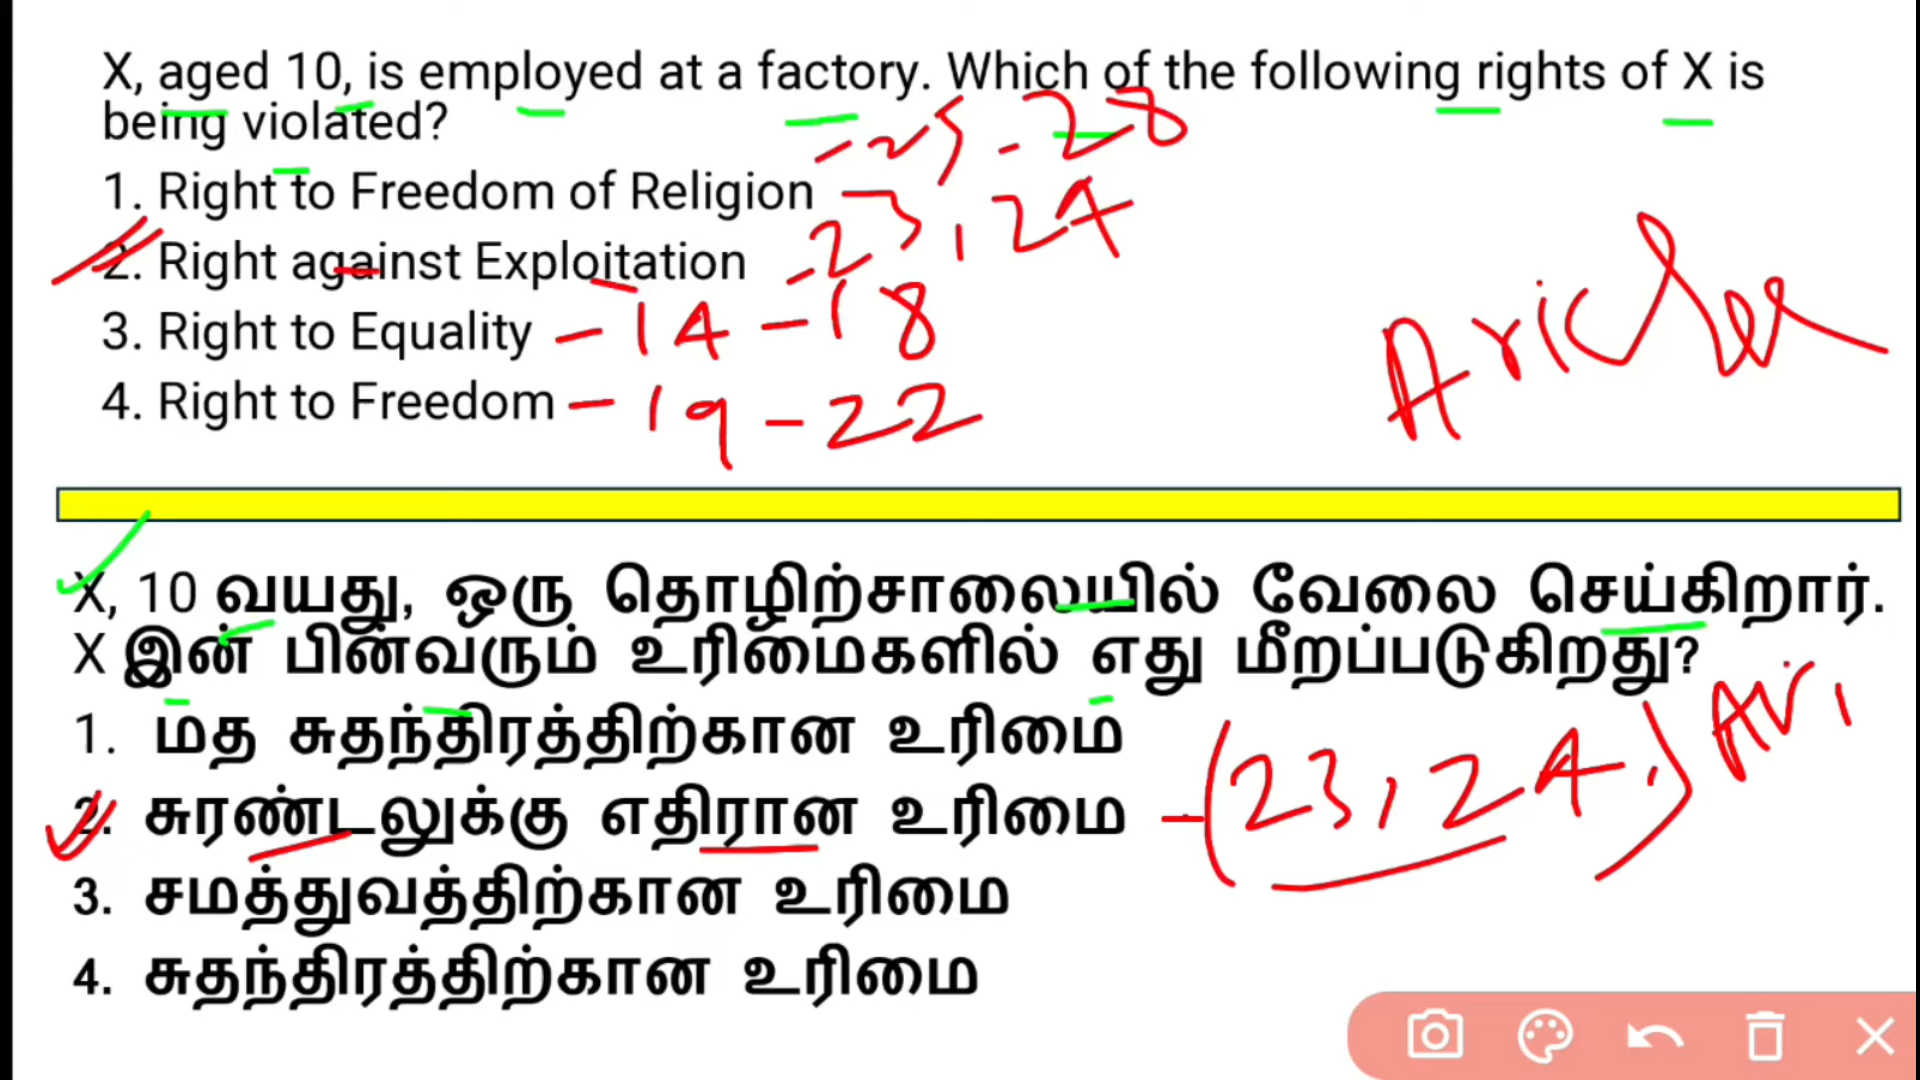 X, aged 10, is employed at a factory. Which of the following rights of X is
being violated? - 25 - 28
1. Right to Freedom of Religion
2. Right against Exploitation - 23, 24
3. Right to Equality - 14 - 18
4. Right to Freedom - 19 - 22
X, 10 வயது, ஒரு தொழிற்சாலையில் வேலை செய்கிறார்.
X இன் பின்வரும் உரிமைகளில் எது மீறப்படுகிறது?
1. மத சுதந்திரத்திற்கான உரிமை
2. சுரண்டலுக்கு எதிரான உரிமை - (23, 24.) Ari
3. சமத்துவத்திற்கான உரிமை
4. சுதந்திரத்திற்கான உரிமை